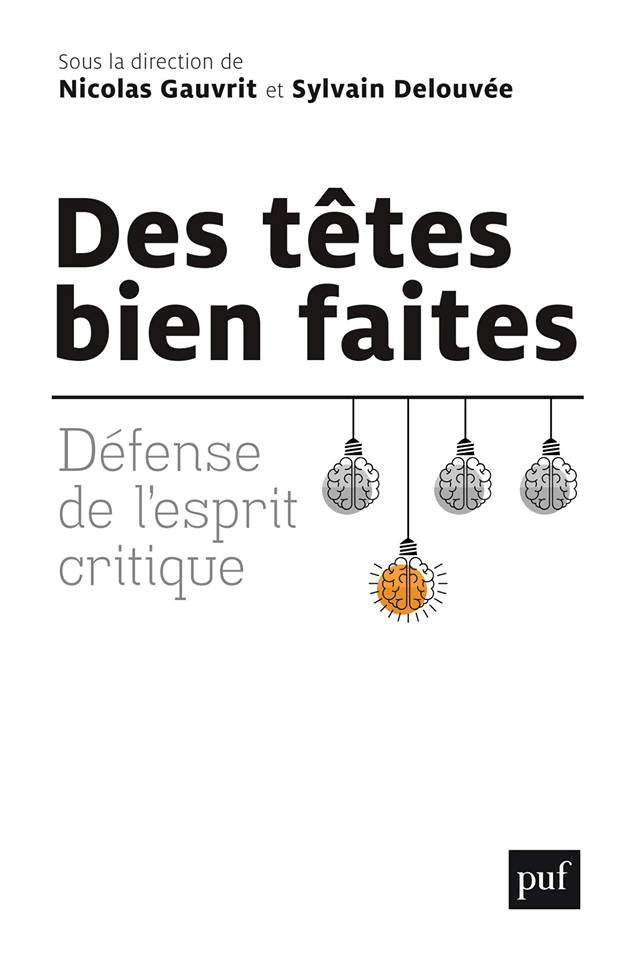 Sous la direction de
Nicolas Gauvrit et Sylvain Delouvée
Des têtes
bien faites
Défense
de l'esprit
critique
puf